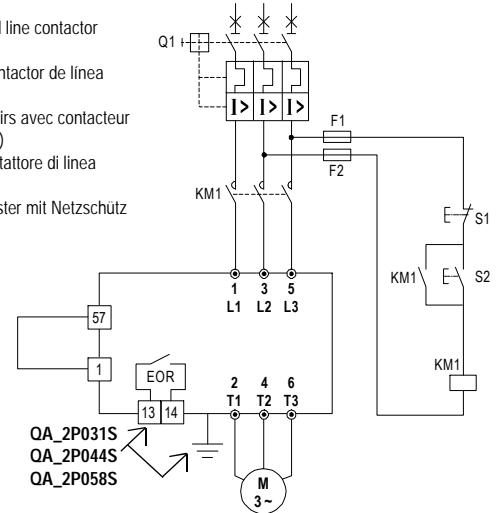 l line contactor
ntactor de línea
irs avec contacteur
)
tattore di linea
ster mit Netzschütz
Q1
I> I> I>
F1
F2
KM1
S1
KM1
S2
KM1
1 3 5
L1 L2 L3
57
1
EOR
13 14
2 4 6
T1 T2 T3
QA_2P031S
QA_2P044S
QA_2P058S
M
3~